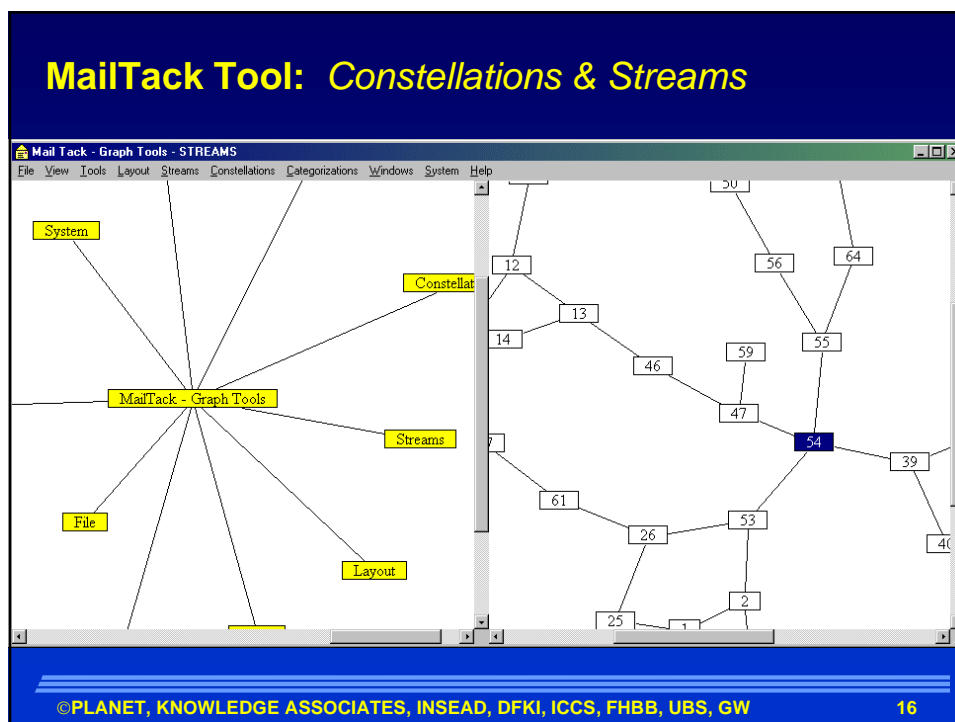 MailTack Tool: Constellations & Streams
Mail Tack - Graph Tools - STREAMS
File View Tools Layout Streams Constellations Categorizations Windows System Help
System
Constellat
MailTack - Graph Tools
Streams
File
Layout
50
12
56
64
13
14
55
59
46
47
54
39
7
61
53
26
40
2
25
1
©PLANET, KNOWLEDGE ASSOCIATES, INSEAD, DFKI, ICCS, FHBB, UBS, GW 16